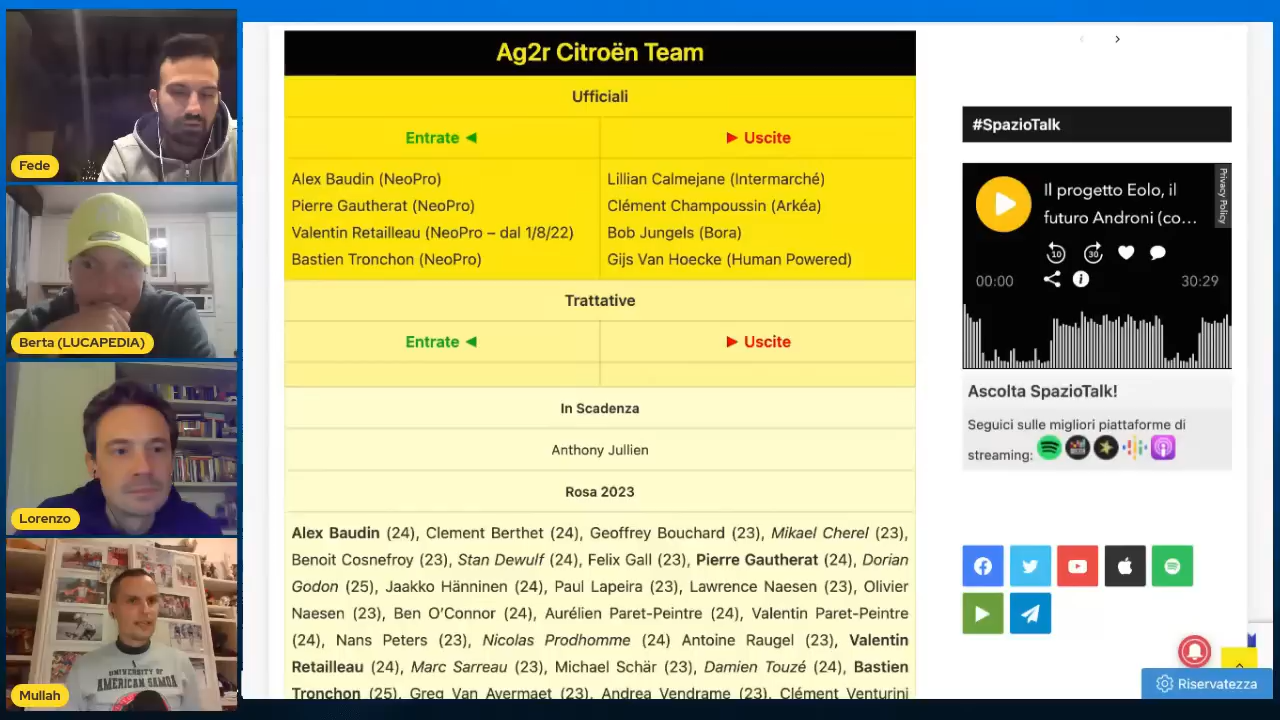 Fede
Berta (LUCAPEDIA)
Lorenzo
UNIVERSITY OF
AMERICAN SAMOA
Mullah
Ag2r Citroën Team
Ufficiali
Entrate ◄
► Uscite
Alex Baudin (NeoPro)
Pierre Gautherat (NeoPro)
Valentin Retailleau (NeoPro – dal 1/8/22)
Bastien Tronchon (NeoPro)
Lillian Calmejane (Intermarché)
Clément Champoussin (Arkéa)
Bob Jungels (Bora)
Gijs Van Hoecke (Human Powered)
Trattative
Entrate ◄
► Uscite
In Scadenza
Anthony Jullien
Rosa 2023
Alex Baudin (24), Clement Berthet (24), Geoffrey Bouchard (23), Mikael Cherel (23),
Benoit Cosnefroy (23), Stan Dewulf (24), Felix Gall (23), Pierre Gautherat (24), Dorian
Godon (25), Jaakko Hänninen (24), Paul Lapeira (23), Lawrence Naesen (23), Olivier
Naesen (23), Ben O’Connor (24), Aurélien Paret-Peintre (24), Valentin Paret-Peintre
(24), Nans Peters (23), Nicolas Prodhomme (24) Antoine Raugel (23), Valentin
Retailleau (24), Marc Sarreau (23), Michael Schär (23), Damien Touzé (24), Bastien
Tronchon (25), Greg Van Avermaet (23), Andrea Vendrame (23), Clément Venturini
#SpazioTalk
Il progetto Eolo, il
futuro Androni (co...
Privacy Policy
10
30
00:00
30:29
Ascolta SpazioTalk!
Seguici sulle migliori piattaforme di
streaming:
Riservatezza